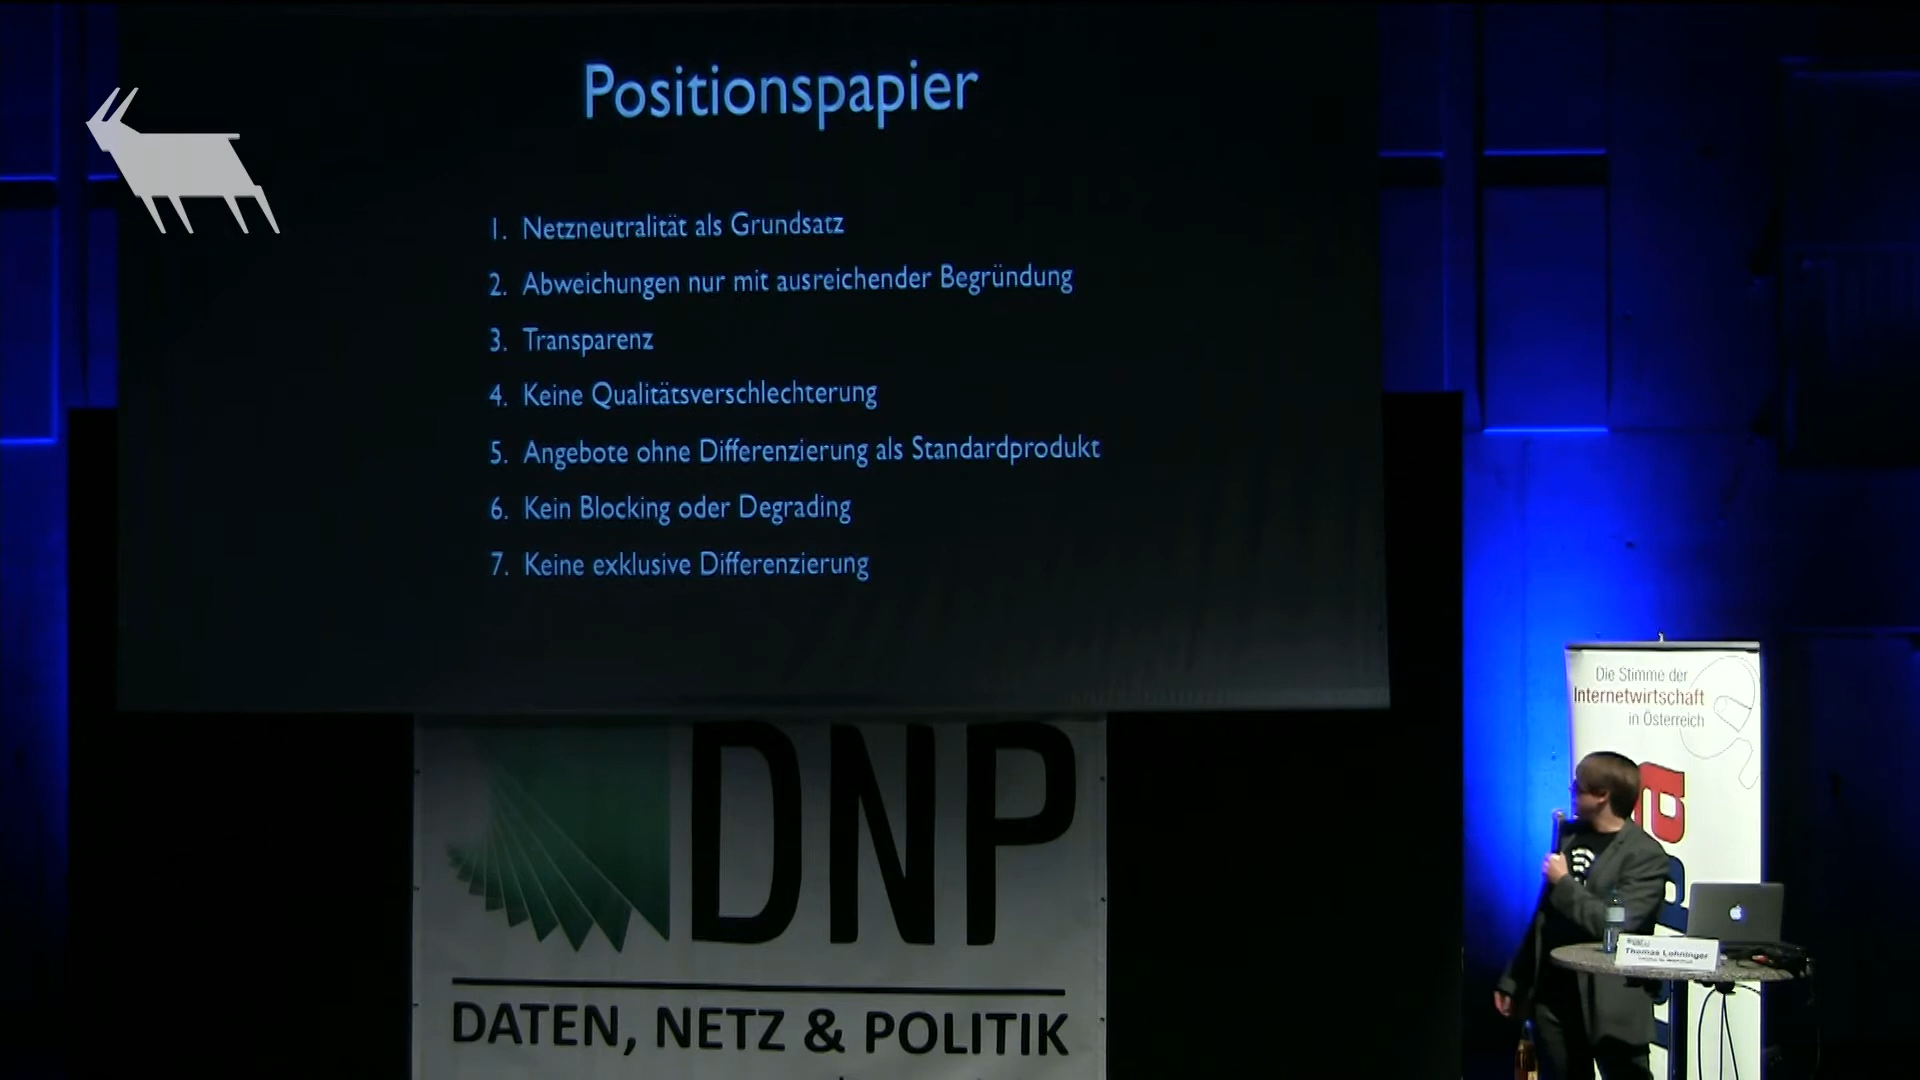 Positionspapier
1. Netzneutralität als Grundsatz
2. Abweichungen nur mit ausreichender Begründung
3. Transparenz
4. Keine Qualitätsverschlechterung
5. Angebote ohne Differenzierung als Standardprodukt
6. Kein Blocking oder Degrading
7. Keine exklusive Differenzierung
DNP
DATEN, NETZ & POLITIK
Die Stimme der
Internetwirtschaft
in Österreich
Thomas Lohninger